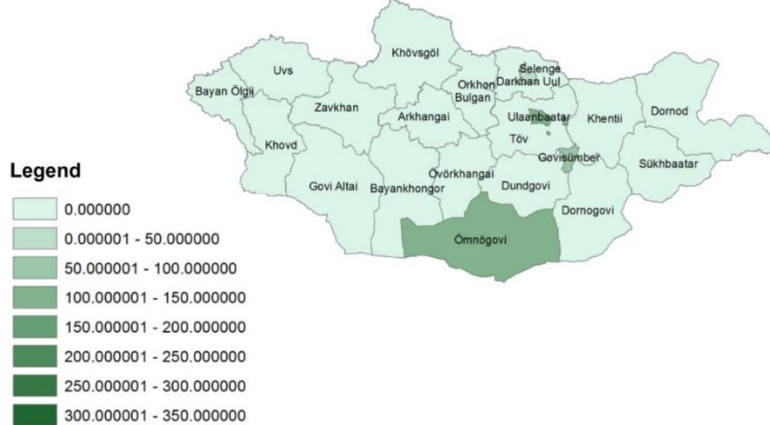 Khövsgöl
Uvs
Selenge
Bayan Ölgii
Orkhon
Darkhan Uul
Bulgan
Zavkhan
Arkhangai
Ulaanbaatar
Khentii
Dornod
Töv
Khovd
Govisümber
Sükhbaatar
Övörkhangai
Govi Altai
Bayankhongor
Dundgovi
Dornogovi
Ömnögovi
Legend
0.000000
0.000001 - 50.000000
50.000001 - 100.000000
100.000001 - 150.000000
150.000001 - 200.000000
200.000001 - 250.000000
250.000001 - 300.000000
300.000001 - 350.000000